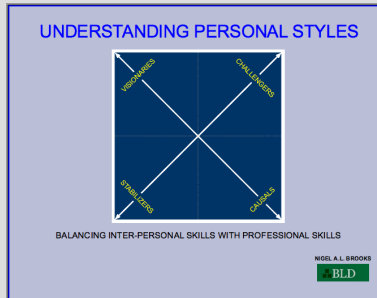 UNDERSTANDING PERSONAL STYLES
VISIONARIES
CHALLENGERS
STABILIZERS
CAUSALS
BALANCING INTER-PERSONAL SKILLS WITH PROFESSIONAL SKILLS
NIGEL A.L. BROOKS
BLD